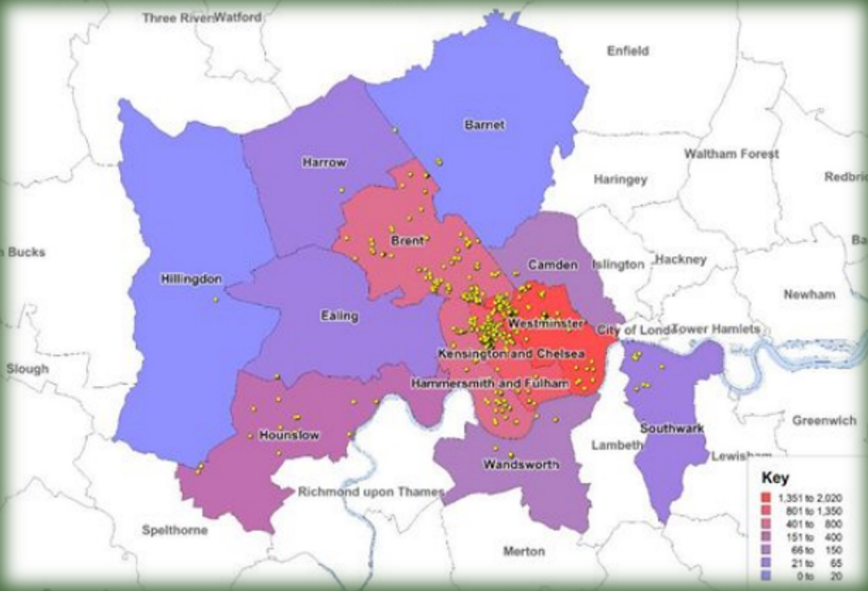 Three Rivers
Watford
Barnet
Enfield
Harrow
Waltham Forest
Haringey
Brent
Camden
Islington
Hackney
Hillingdon
Newham
Ealing
Westminster
City of Lond
Tower Hamlets
Kensington and Chelsea
Slough
Hammersmith and Fulham
Greenwich
Southwark
Hounslow
Lambeth
Lewisham
Wandsworth
Richmond upon Thames
Spelthorne
Merton
Key
1,351 to 2,020
801 to 1,350
401 to 800
151 to 400
66 to 150
21 to 65
0 to 20